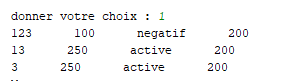 donner votre choix : 1
123 100 negatif 200
13 250 active 200
3 250 active 200